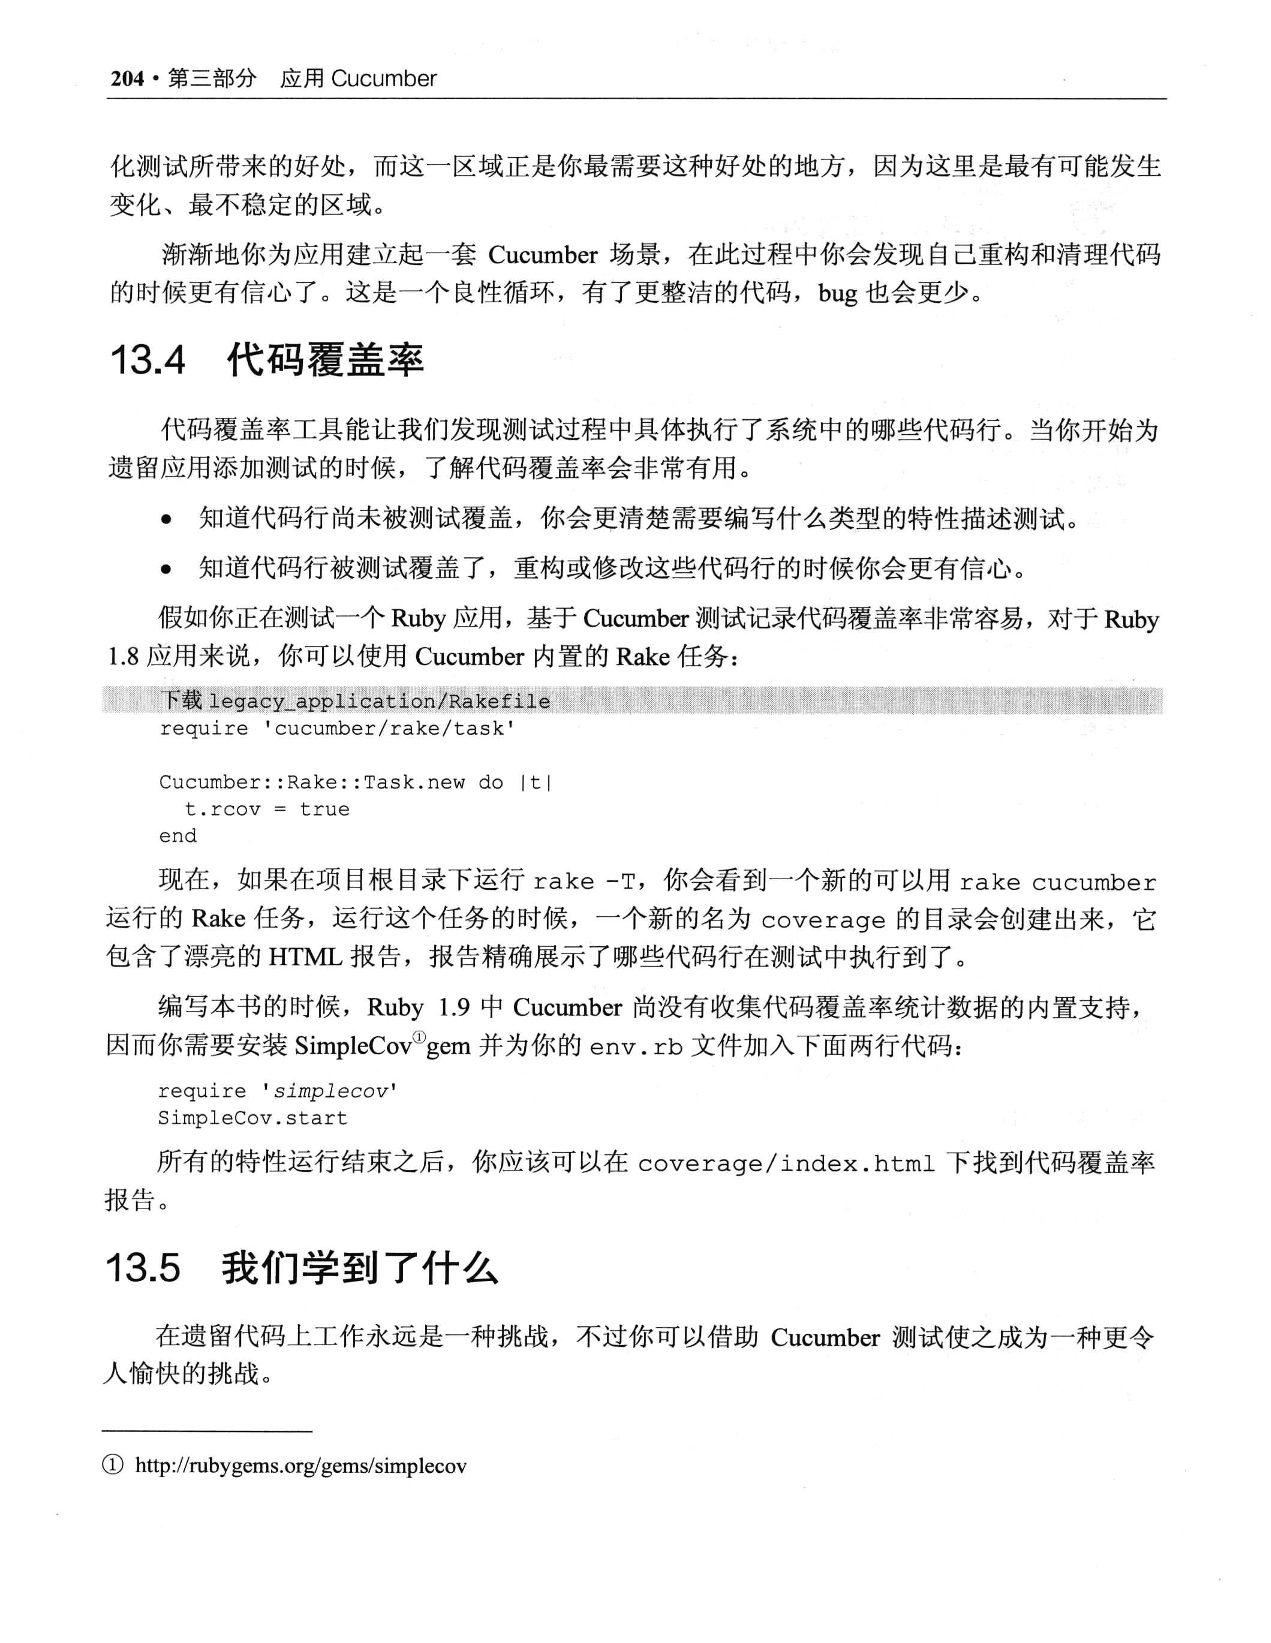 204 · 第三部分　应用 Cucumber
化测试所带来的好处，而这一区域正是你最需要这种好处的地方，因为这里是最有可能发生
变化、最不稳定的区域。
渐渐地你为应用建立起一套 Cucumber 场景，在此过程中你会发现自己重构和清理代码
的时候更有信心了。这是一个良性循环，有了更整洁的代码，bug 也会更少。
13.4　代码覆盖率
代码覆盖率工具能让我们发现测试过程中具体执行了系统中的哪些代码行。当你开始为
遗留应用添加测试的时候，了解代码覆盖率会非常有用。
● 知道代码行尚未被测试覆盖，你会更清楚需要编写什么类型的特性描述测试。
● 知道代码行被测试覆盖了，重构或修改这些代码行的时候你会更有信心。
假如你正在测试一个 Ruby 应用，基于 Cucumber 测试记录代码覆盖率非常容易，对于 Ruby
1.8 应用来说，你可以使用 Cucumber 内置的 Rake 任务：
下载 legacy_application/Rakefile
require 'cucumber/rake/task'
Cucumber::Rake::Task.new do |t|
  t.rcov = true
end
现在，如果在项目根目录下运行 rake -T，你会看到一个新的可以用 rake cucumber
运行的 Rake 任务，运行这个任务的时候，一个新的名为 coverage 的目录会创建出来，它
包含了漂亮的 HTML 报告，报告精确展示了哪些代码行在测试中执行到了。
编写本书的时候，Ruby 1.9 中 Cucumber 尚没有收集代码覆盖率统计数据的内置支持，
因而你需要安装 SimpleCov①gem 并为你的 env.rb 文件加入下面两行代码：
require 'simplecov'
SimpleCov.start
所有的特性运行结束之后，你应该可以在 coverage/index.html 下找到代码覆盖率
报告。
13.5　我们学到了什么
在遗留代码上工作永远是一种挑战，不过你可以借助 Cucumber 测试使之成为一种更令
人愉快的挑战。
① http://rubygems.org/gems/simplecov